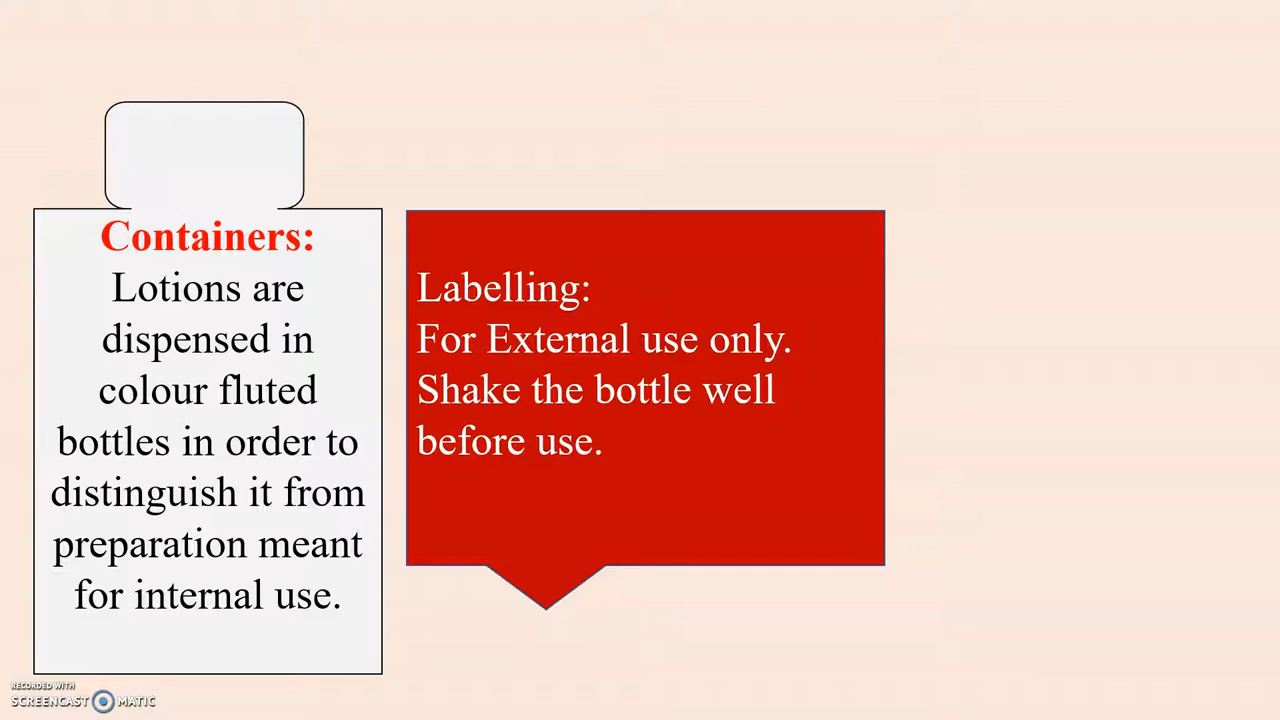 Containers:
Lotions are
dispensed in
colour fluted
bottles in order to
distinguish it from
preparation meant
for internal use.
Labelling:
For External use only.
Shake the bottle well
before use.
RECORDED WITH
SCREENCAST MATIC